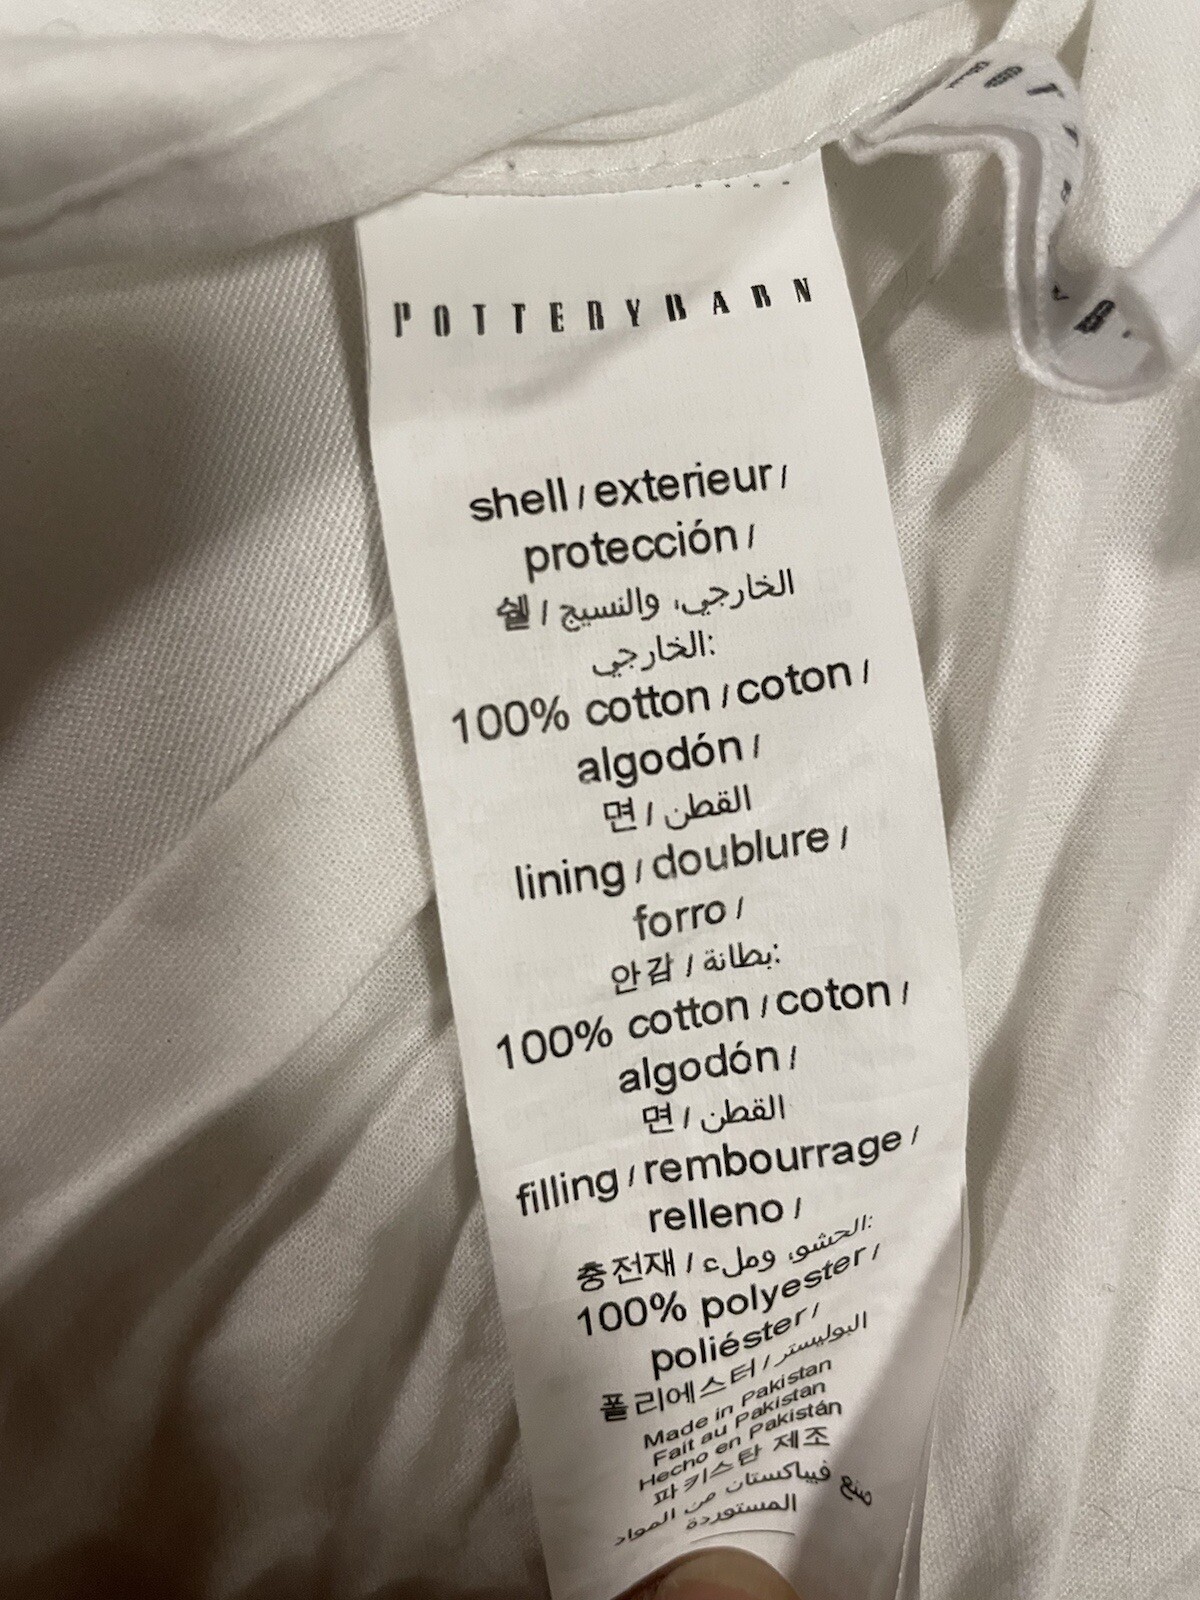 POTTERYBARN
shell / exterieur /
protección /
쉘 / الخارجي، والنسيج
الخارجي:
100% cotton / coton /
algodón /
면 / القطن
lining / doublure /
forro /
안감 / بطانة:
100% cotton / coton /
algodón /
면 / القطن
filling / rembourrage /
relleno /
충전재 / الحشو، وملء:
100% polyester /
poliéster /
폴리에스터 / البوليستر
Made in Pakistan
Fait au Pakistan
Hecho en Pakistán
파키스탄 제조
صنع فيباكستان من المواد
المستوردة